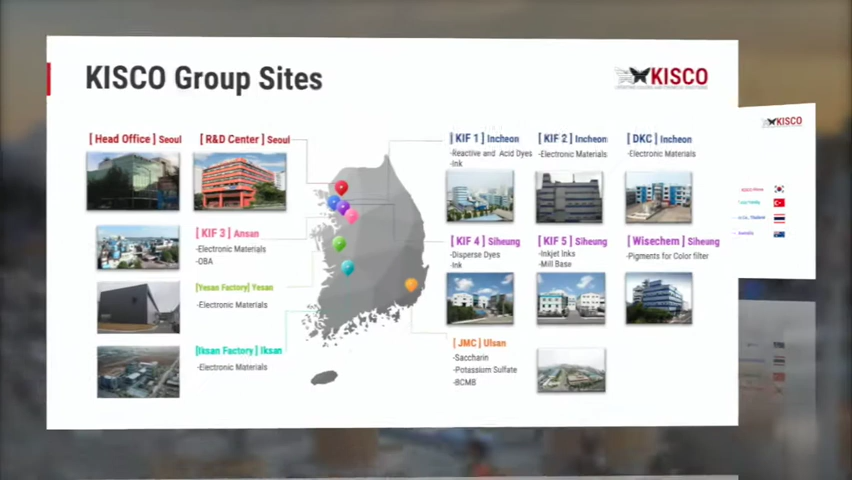 KISCO Group Sites
KISCO
[ Head Office ] Seoul
[ R&D Center ] Seoul
[ KIF 1 ] Incheon
-Reactive and Acid Dyes
-Ink
[ KIF 2 ] Incheon
-Electronic Materials
[ DKC ] Incheon
-Electronic Materials
[ KIF 3 ] Ansan
-Electronic Materials
-OBA
[ KIF 4 ] Siheung
-Disperse Dyes
-Ink
[ KIF 5 ] Siheung
-Inkjet Inks
-Mill Base
[ Wisechem ] Siheung
-Pigments for Color filter
[Yesan Factory] Yesan
-Electronic Materials
[Iksan Factory] Iksan
-Electronic Materials
[ JMC ] Ulsan
-Saccharin
-Potassium Sulfate
-BCMB
KISCO